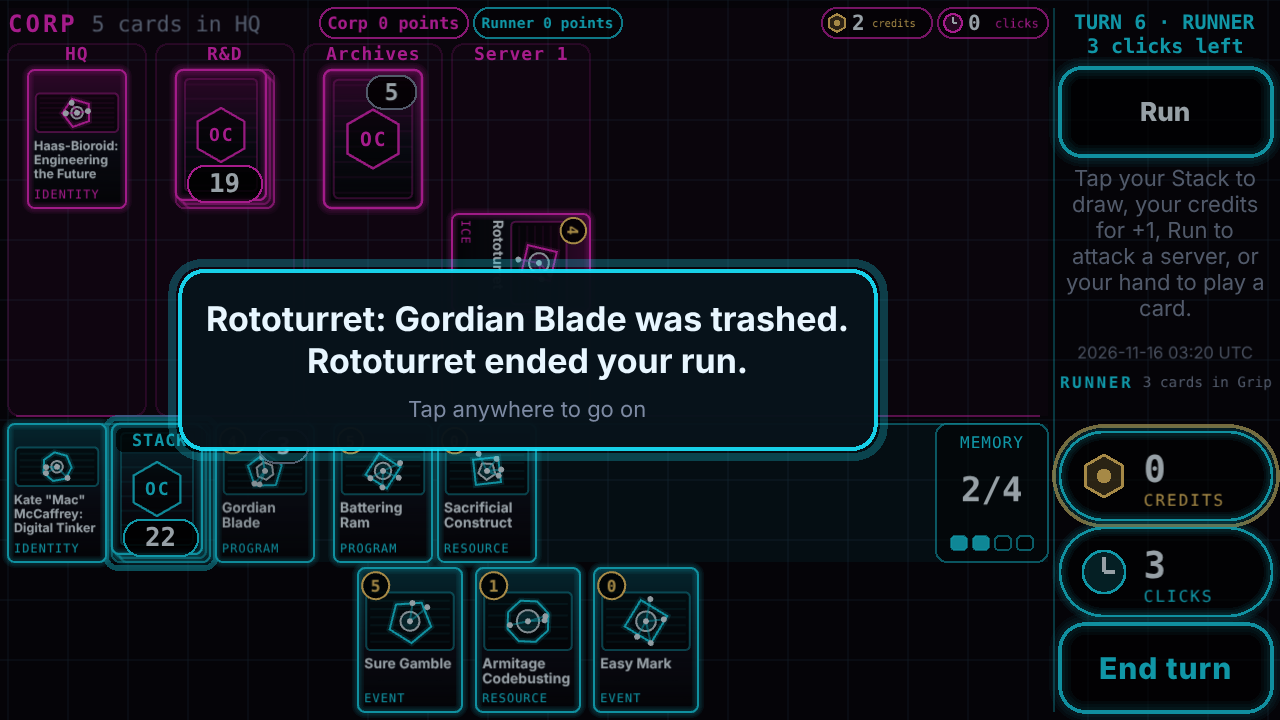 CORP 5 cards in HQ
Corp 0 points
Runner 0 points
2 credits
0 clicks
TURN 6 · RUNNER
3 clicks left
HQ
R&D
Archives
Server 1
Haas-Bioroid:
Engineering
the Future
IDENTITY
OC
19
5
OC
ICE
4
Run
Tap your Stack to
draw, your credits
for +1, Run to
attack a server, or
your hand to play a
card.
2026-11-16 03:20 UTC
RUNNER 3 cards in Grip
Rototurret: Gordian Blade was trashed.
Rototurret ended your run.
Tap anywhere to go on
Kate "Mac"
McCaffrey:
Digital Tinker
IDENTITY
STACK
OC
22
Gordian
Blade
PROGRAM
Battering
Ram
PROGRAM
Sacrificial
Construct
RESOURCE
MEMORY
2/4
0
CREDITS
3
CLICKS
End turn
5
Sure Gamble
EVENT
1
Armitage
Codebusting
RESOURCE
0
Easy Mark
EVENT